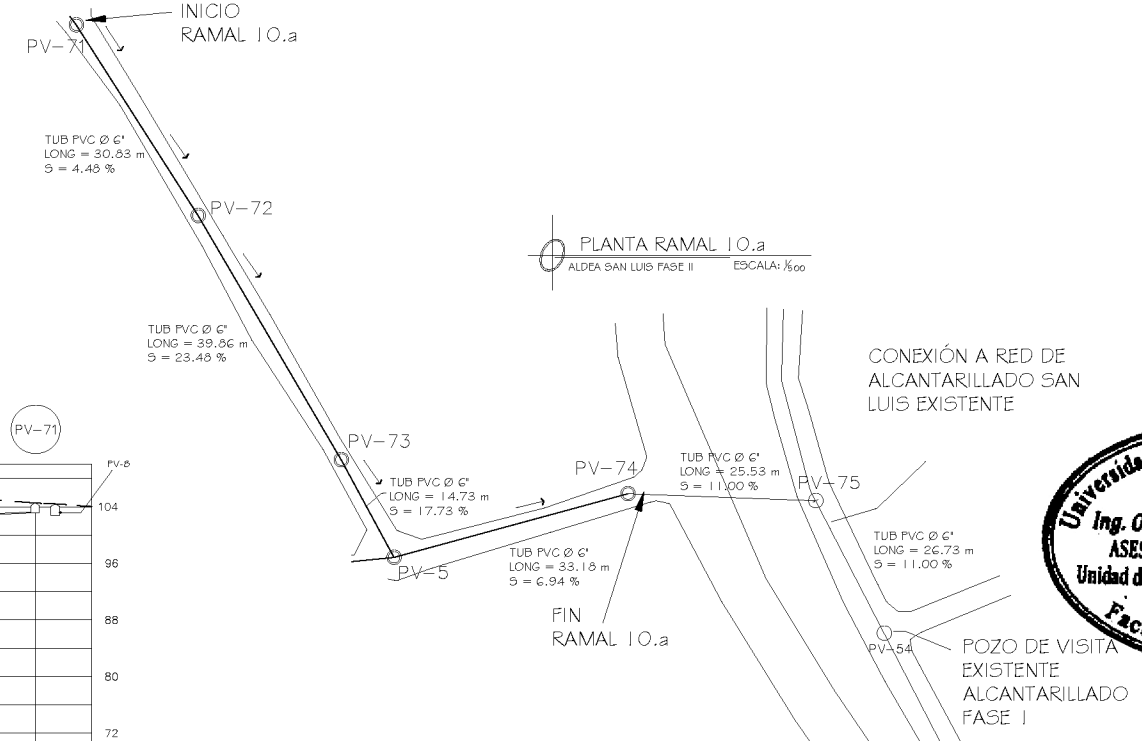 INICIO
RAMAL 10.a
PV-71
TUB PVC Ø 6"
LONG = 30.83 m
S = 4.48 %
PV-72
TUB PVC Ø 6"
LONG = 39.86 m
S = 23.48 %
PLANTA RAMAL 10.a
ALDEA SAN LUIS FASE II
ESCALA: 1/500
CONEXIÓN A RED DE
ALCANTARILLADO SAN
LUIS EXISTENTE
PV-71
PV-8
104
96
88
80
72
PV-73
TUB PVC Ø 6"
LONG = 14.73 m
S = 17.73 %
PV-5
PV-74
TUB PVC Ø 6"
LONG = 33.18 m
S = 6.94 %
TUB PVC Ø 6"
LONG = 25.53 m
S = 11.00 %
PV-75
TUB PVC Ø 6"
LONG = 26.73 m
S = 11.00 %
FIN
RAMAL 10.a
PV-54
POZO DE VISITA
EXISTENTE
ALCANTARILLADO
FASE I
Ing.
Unidad d